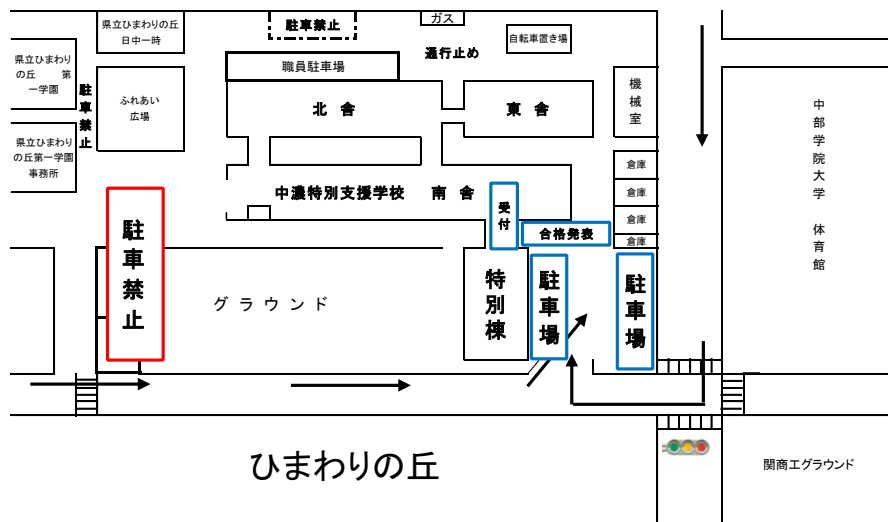 県立ひまわりの丘
日中一時
駐車禁止
ガス
自転車置き場
通行止め
県立ひまわり
の丘 第
一学園
駐車禁止
職員駐車場
ふれあい
広場
北 舎
東 舎
機械室
中部学院大学 体育館
県立ひまわり
の丘第一学園
事務所
倉庫
倉庫
倉庫
倉庫
中濃特別支援学校 南 舎
受付
合格発表
駐車禁止
グラウンド
特別棟
駐車場
駐車場
ひまわりの丘
関商工グラウンド